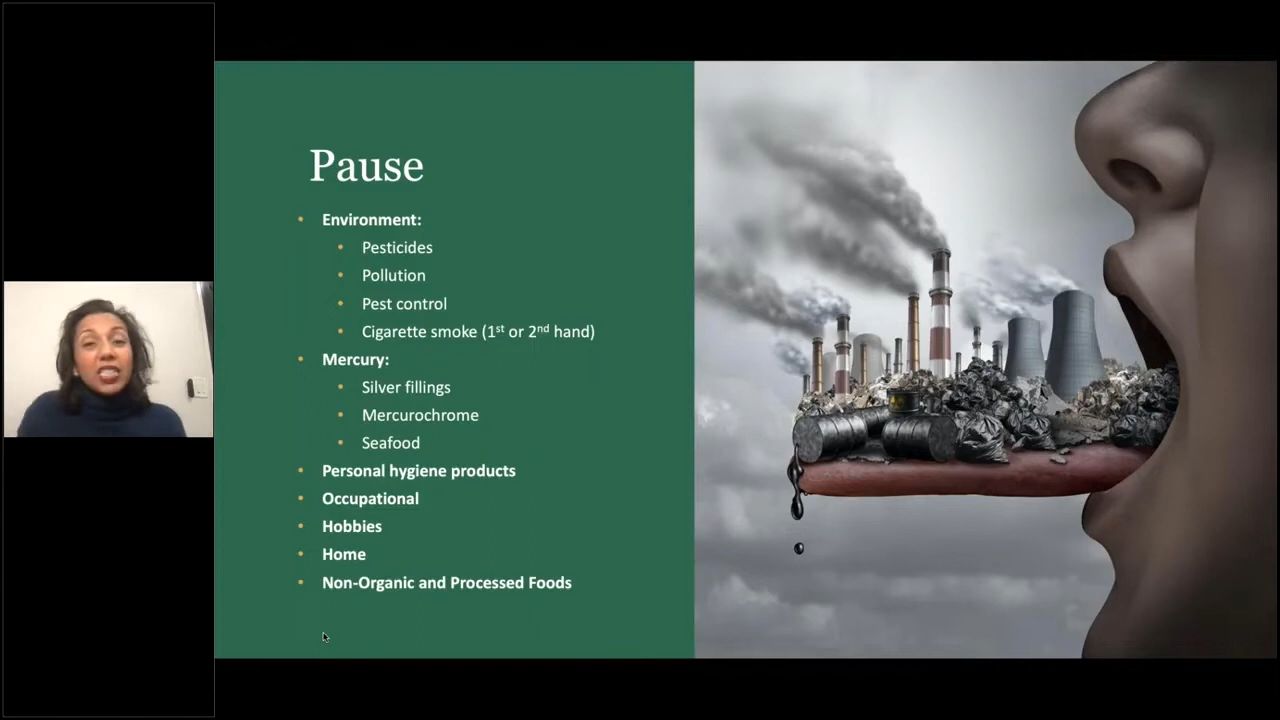 Pause
• Environment:
• Pesticides
• Pollution
• Pest control
• Cigarette smoke (1st or 2nd hand)
• Mercury:
• Silver fillings
• Mercurochrome
• Seafood
• Personal hygiene products
• Occupational
• Hobbies
• Home
• Non-Organic and Processed Foods